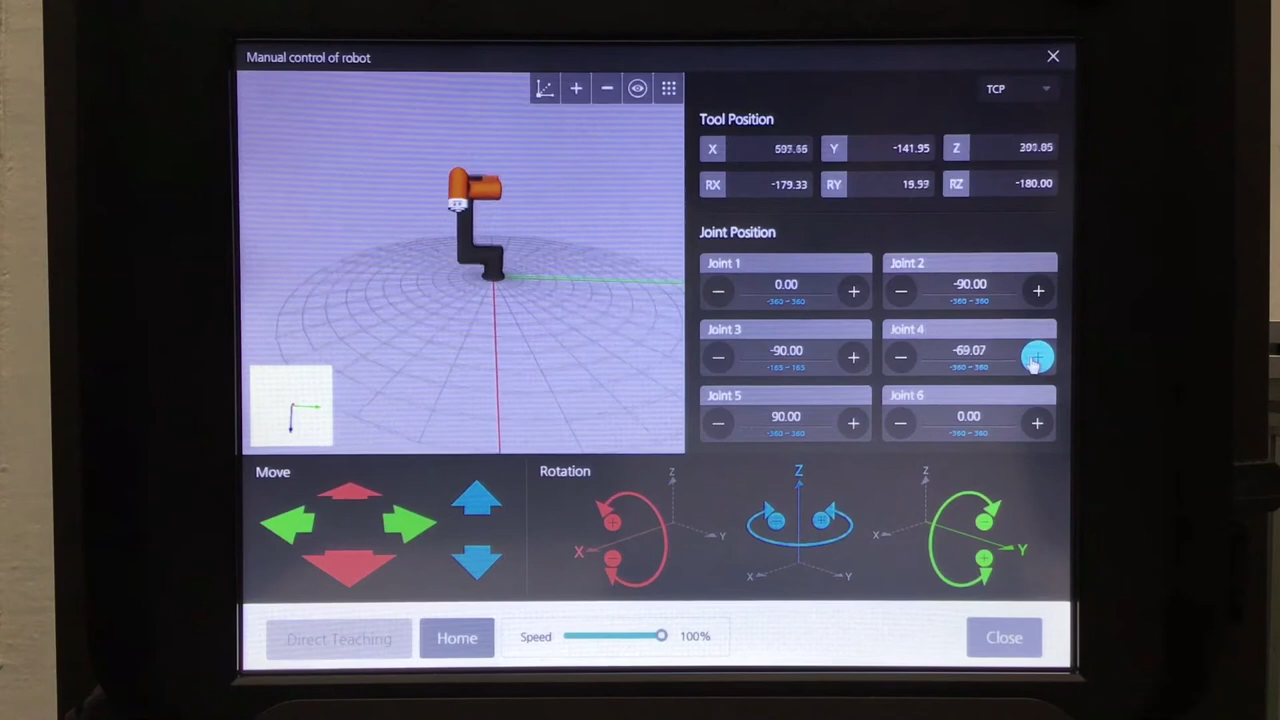 Manual control of robot
TCP
Tool Position
X -141.95
Y
Z
RX -179.33 RY 19.99 RZ -180.00
Joint Position
Joint 1 Joint 2
0.00 -90.00
-360 ~ 360 -360 ~ 360
Joint 3 Joint 4
-90.00 -69.07
-165 ~ 165 -360 ~ 360
Joint 5 Joint 6
90.00 0.00
-360 ~ 360 -360 ~ 360
Move Rotation
Z Z Z
X Y X Y X Y
Direct Teaching Home Speed 100% Close